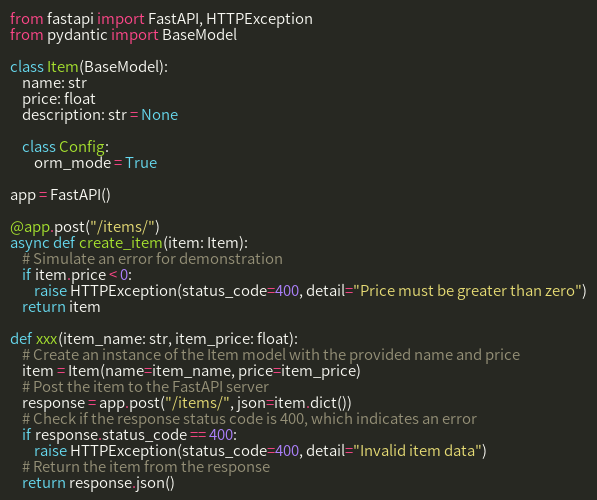 from fastapi import FastAPI, HTTPException
from pydantic import BaseModel

class Item(BaseModel):
    name: str
    price: float
    description: str = None

    class Config:
        orm_mode = True

app = FastAPI()

@app.post("/items/")
async def create_item(item: Item):
    # Simulate an error for demonstration
    if item.price < 0:
        raise HTTPException(status_code=400, detail="Price must be greater than zero")
    return item

def xxx(item_name: str, item_price: float):
    # Create an instance of the Item model with the provided name and price
    item = Item(name=item_name, price=item_price)
    # Post the item to the FastAPI server
    response = app.post("/items/", json=item.dict())
    # Check if the response status code is 400, which indicates an error
    if response.status_code == 400:
        raise HTTPException(status_code=400, detail="Invalid item data")
    # Return the item from the response
    return response.json()